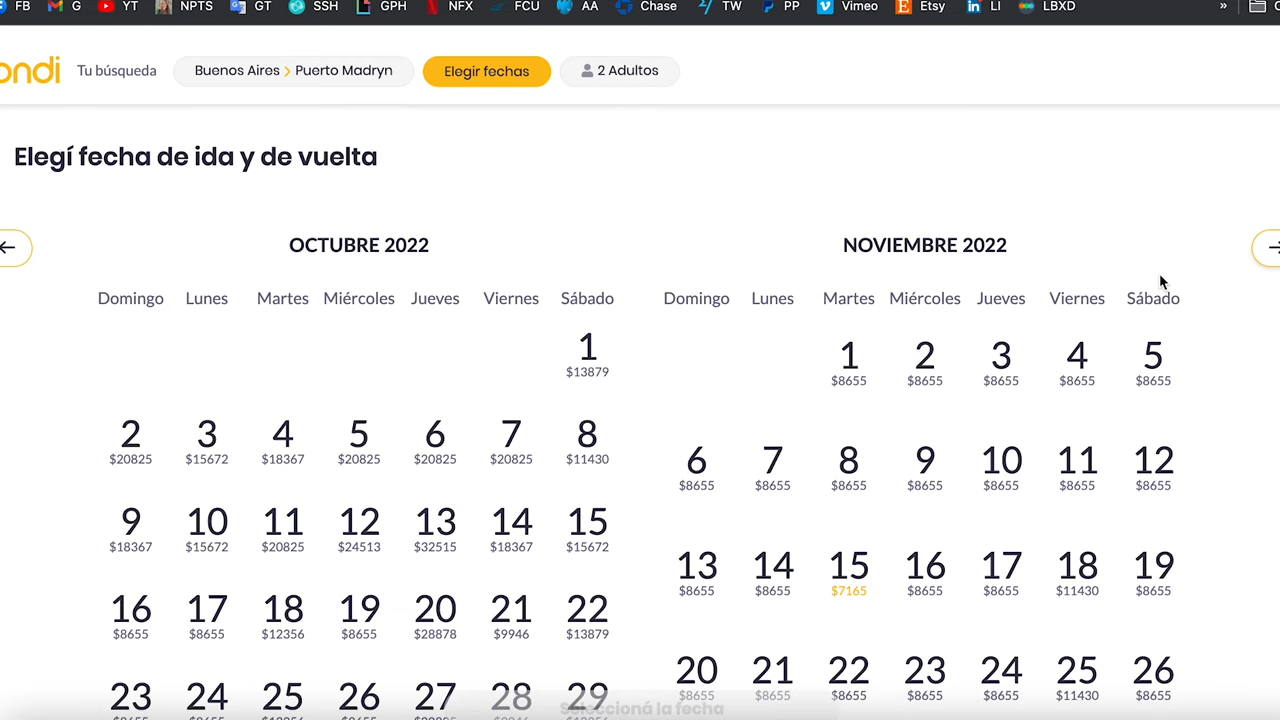 FB M G YT NPTS GT SSH GPH NFX FCU AA Chase TW PP Vimeo Etsy LI LBXD »
ondi Tu búsqueda Buenos Aires > Puerto Madryn Elegir fechas 2 Adultos
Elegí fecha de ida y de vuelta
OCTUBRE 2022
Domingo Lunes Martes Miércoles Jueves Viernes Sábado
1
$13879
2 3 4 5 6 7 8
$20825 $15672 $18367 $20825 $20825 $20825 $11430
9 10 11 12 13 14 15
$18367 $15672 $20825 $24513 $32515 $18367 $15672
16 17 18 19 20 21 22
$8655 $8655 $12356 $8655 $28878 $9946 $13879
23 24 25 26 27 28 29
NOVIEMBRE 2022
Domingo Lunes Martes Miércoles Jueves Viernes Sábado
1 2 3 4 5
$8655 $8655 $8655 $8655 $8655
6 7 8 9 10 11 12
$8655 $8655 $8655 $8655 $8655 $8655 $8655
13 14 15 16 17 18 19
$8655 $8655 $7165 $8655 $8655 $11430 $8655
20 21 22 23 24 25 26
$8655 $8655 $8655 $8655 $8655 $11430 $8655
Seleccioná la fecha